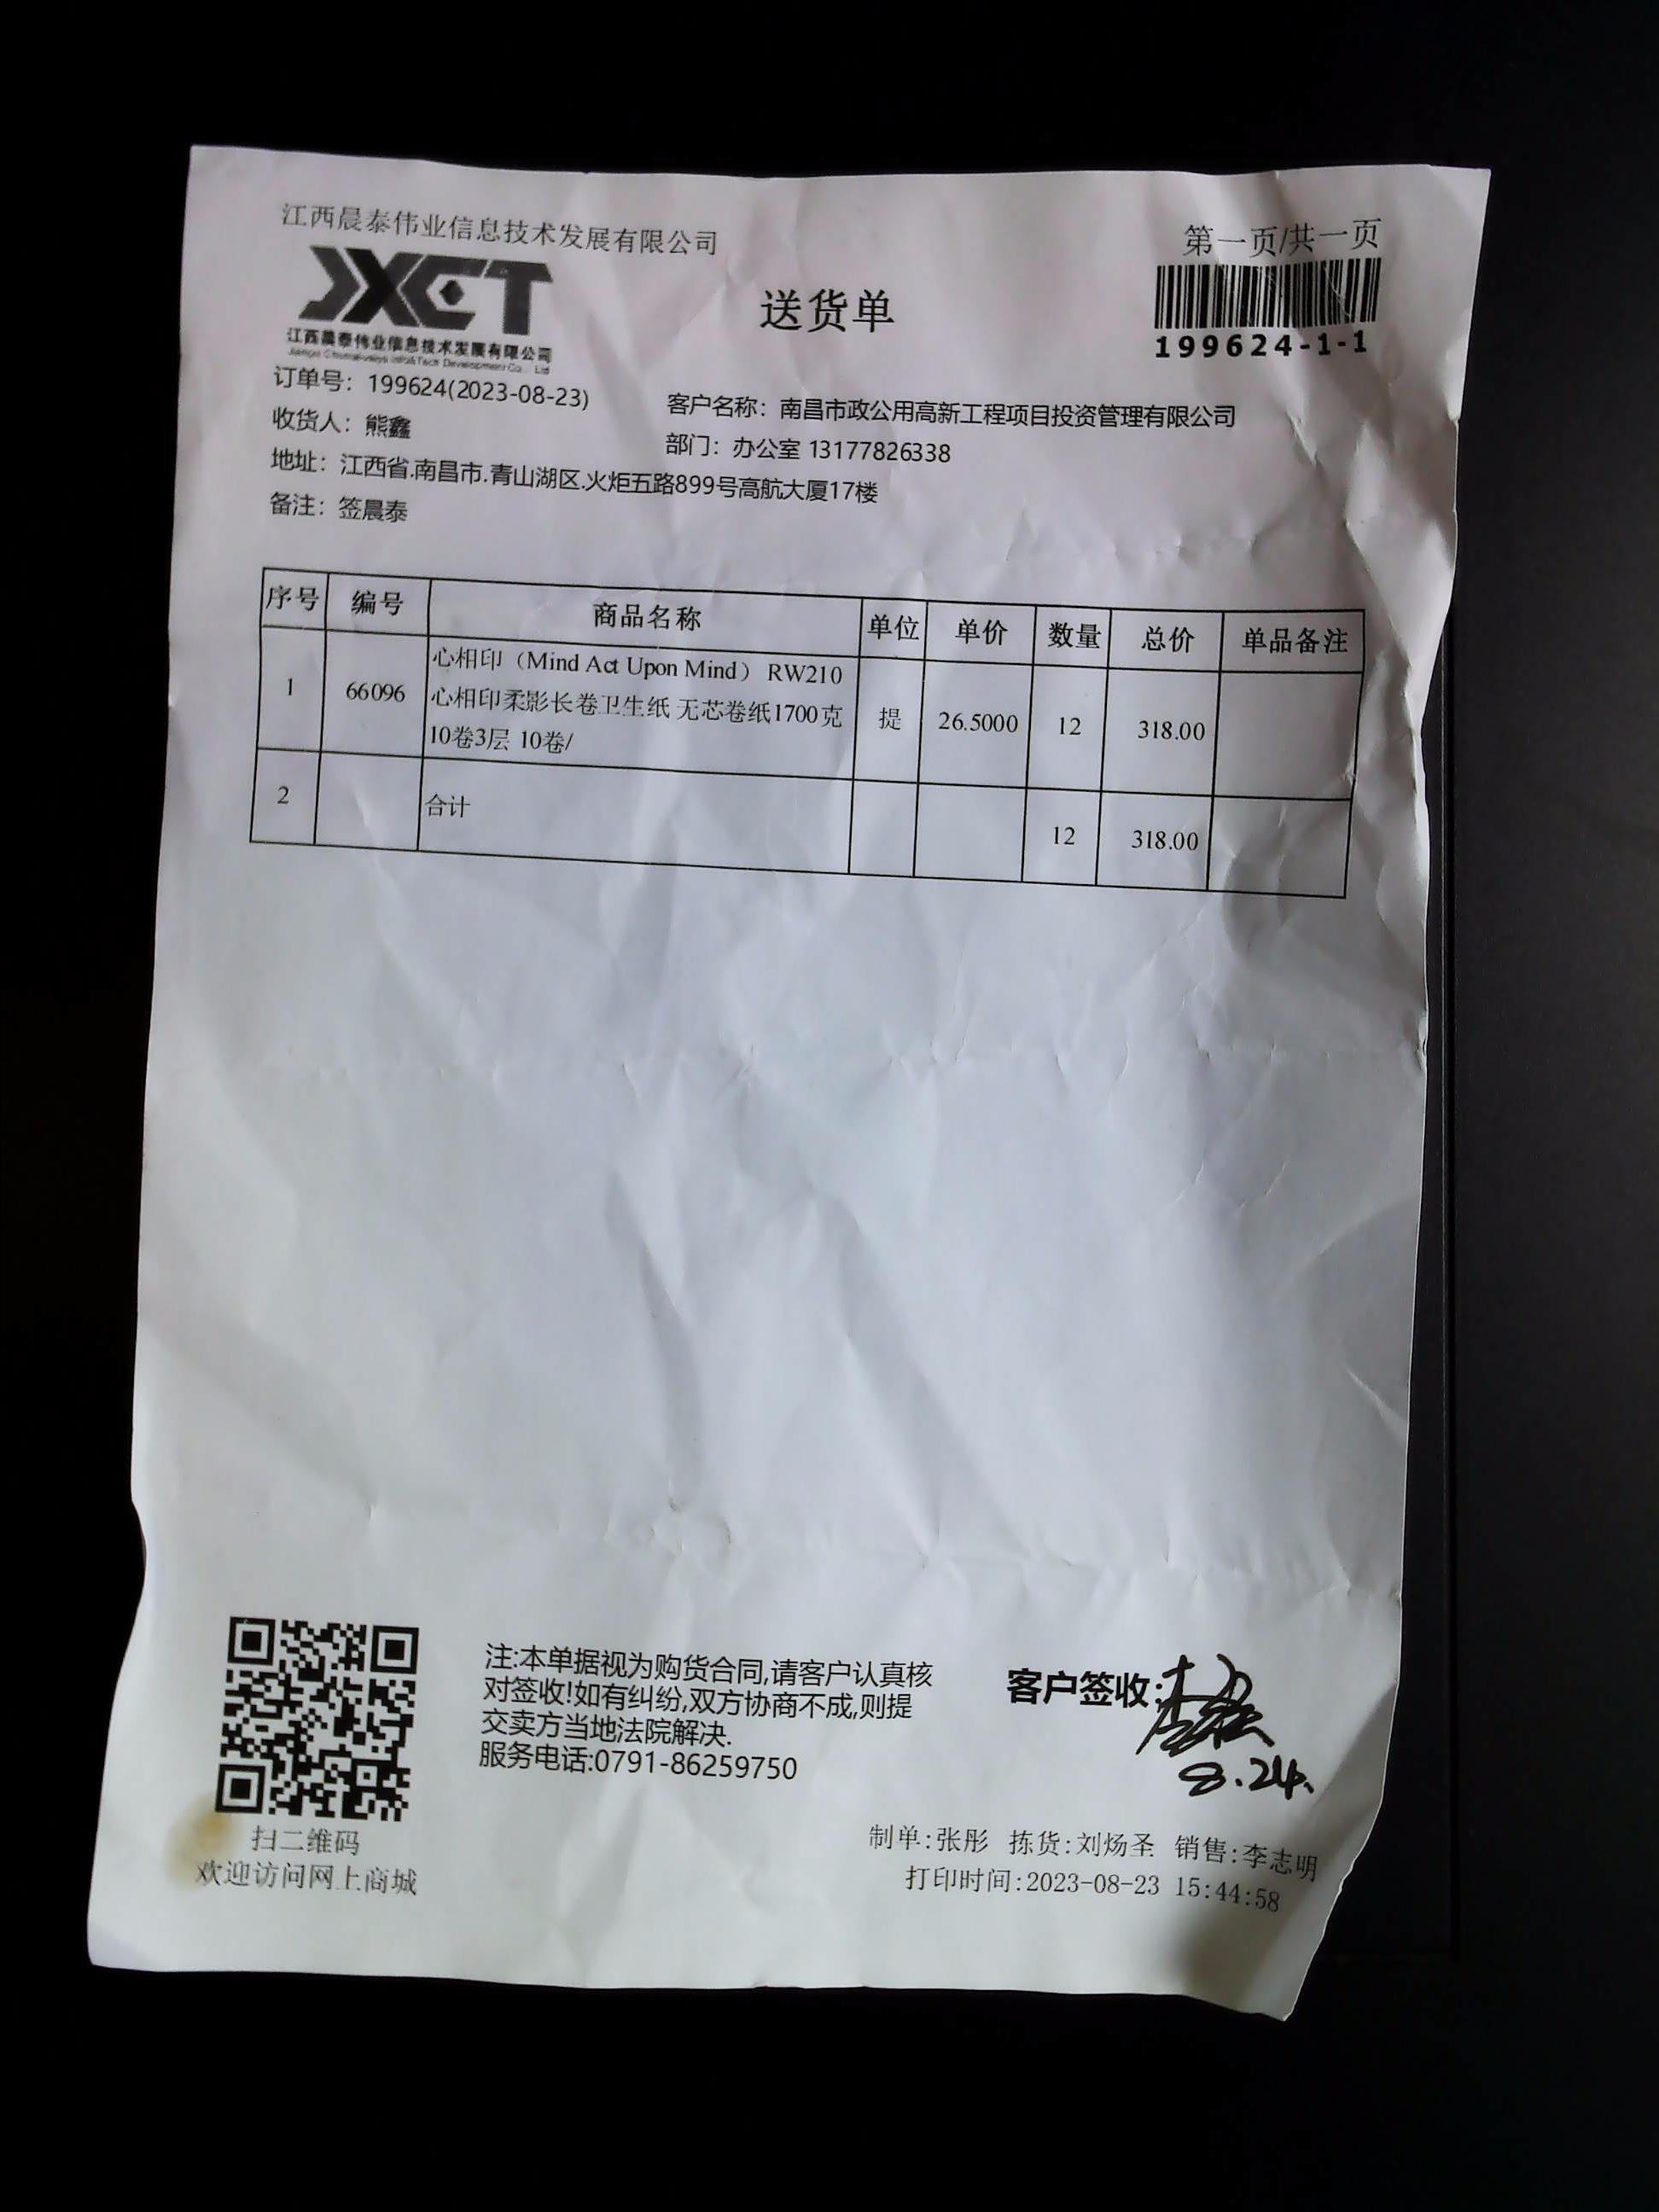 江西晨泰伟业信息技术发展有限公司
第一页/共一页
JXCT
江西晨泰伟业信息技术发展有限公司
送货单
199624-1-1
订单号：199624(2023-08-23)
客户名称：南昌市政公用高新工程项目投资管理有限公司
收货人：熊鑫
部门：办公室 13177826338
地址：江西省.南昌市.青山湖区.火炬五路899号高航大厦17楼
备注：签晨泰
序号 编号 商品名称 单位 单价 数量 总价 单品备注
心相印（Mind Act Upon Mind） RW210
1 66096 心相印柔影长卷卫生纸 无芯卷纸1700克 提 26.5000 12 318.00
10卷3层 10卷/
2 合计 12 318.00
注:本单据视为购货合同,请客户认真核
对签收!如有纠纷,双方协商不成,则提
交卖方当地法院解决.
服务电话:0791-86259750
客户签收:
8.24.
扫二维码
欢迎访问网上商城
制单:张彤 拣货:刘炀圣 销售:李志明
打印时间:2023-08-23 15:44:58